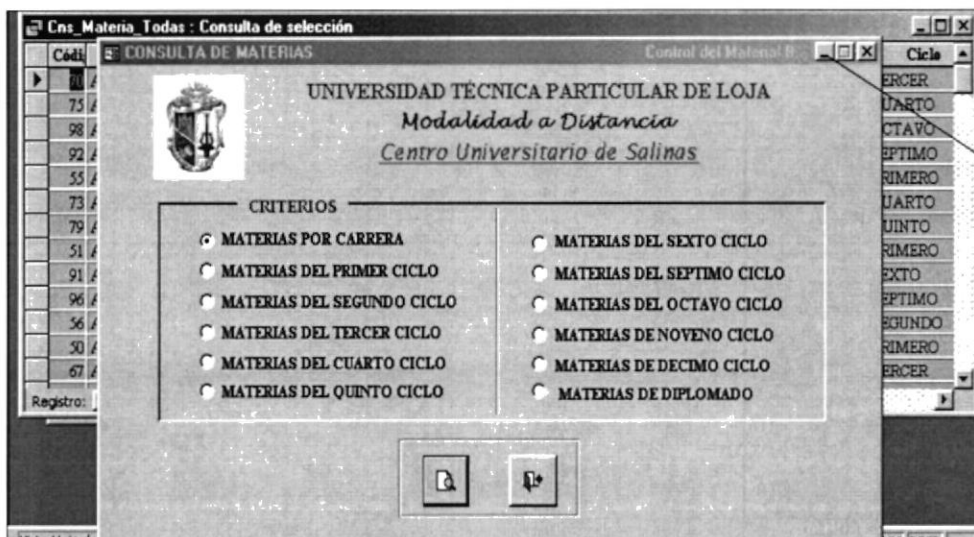 Cns_Materia_Todas : Consulta de selección
Códi
Ciclo
CONSULTA DE MATERIAS
Control del Material B
UNIVERSIDAD TÉCNICA PARTICULAR DE LOJA
Modalidad a Distancia
Centro Universitario de Salinas
CRITERIOS
MATERIAS POR CARRERA
MATERIAS DEL PRIMER CICLO
MATERIAS DEL SEGUNDO CICLO
MATERIAS DEL TERCER CICLO
MATERIAS DEL CUARTO CICLO
MATERIAS DEL QUINTO CICLO
MATERIAS DEL SEXTO CICLO
MATERIAS DEL SEPTIMO CICLO
MATERIAS DEL OCTAVO CICLO
MATERIAS DE NOVENO CICLO
MATERIAS DE DECIMO CICLO
MATERIAS DE DIPLOMADO
70 A
75 A
98 A
92 A
55 A
73 A
79 A
51 A
91 A
96 A
56 A
50 A
67 A
ERCER
UARTO
CTAVO
EPTIMO
RIMERO
UARTO
UINTO
RIMERO
EXTO
EPTIMO
EGUNDO
RIMERO
ERCER
Registro: